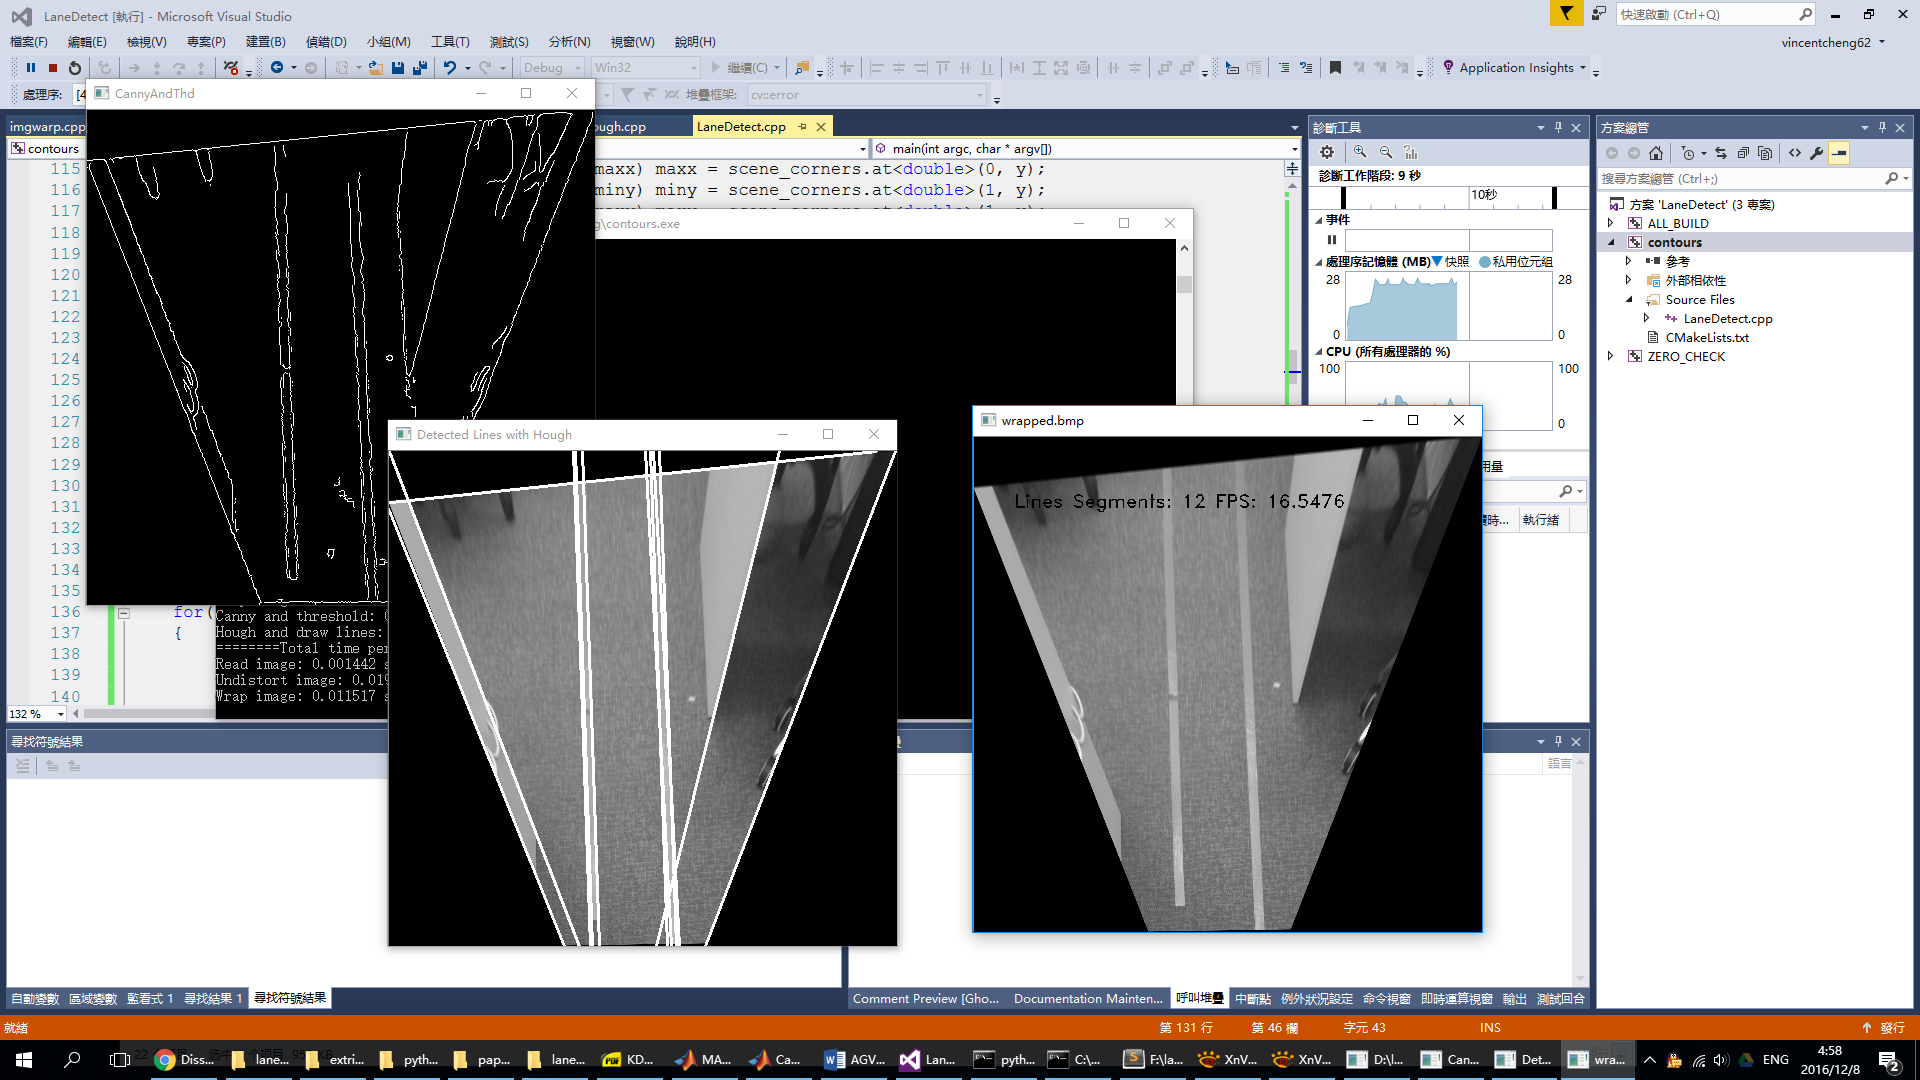 LaneDetect [執行] - Microsoft Visual Studio
快速啟動 (Ctrl+Q)
檔案(F) 編輯(E) 檢視(V) 專案(P) 建置(B) 偵錯(D) 小組(M) 工具(T) 測試(S) 分析(N) 視窗(W) 說明(H)
vincentcheng62
Debug Win32 繼續(C) Application Insights
處理序: [4 堆疊框架: cv::error
CannyAndThd
imgwarp.cpp ough.cpp LaneDetect.cpp
contours main(int argc, char * argv[])
115 maxx) maxx = scene_corners.at<double>(0, y);
116 miny) miny = scene_corners.at<double>(1, y);
117
118 g\contours.exe
119
120
121
122
123
124
125
126
127
128
129
130
131
132
133
134
135
136 for(
137 {
138
139
140
132 %
Canny and threshold: 
Hough and draw lines:
========Total time per
Read image: 0.001442 s
Undistort image: 0.019
Wrap image: 0.011517 s
Detected Lines with Hough
wrapped.bmp
Lines Segments: 12 FPS: 16.5476
診斷工具
診斷工作階段: 9 秒
10秒
事件
處理序記憶體 (MB) 快照 私用位元組
28 28
0 0
CPU (所有處理器的 %)
100 100
0
用量
時... 執行緒
語言
方案總管
搜尋方案總管 (Ctrl+;)
方案 'LaneDetect' (3 專案)
ALL_BUILD
contours
參考
外部相依性
Source Files
LaneDetect.cpp
CMakeLists.txt
ZERO_CHECK
尋找符號結果
自動變數 區域變數 監看式 1 尋找結果 1 尋找符號結果
Comment Preview [Gho... Documentation Mainten... 呼叫堆疊 中斷點 例外狀況設定 命令視窗 即時運算視窗 輸出 測試回合
就緒 第 131 行 第 46 欄 字元 43 INS 發行
Diss... lane... extri... pyth... pap... lane... KD... MA... Ca... AGV... Lan... pyth... C:\... F:\la... XnV... XnV... D:\l... Can... Det... wra...
ENG
4:58
2016/12/8
2